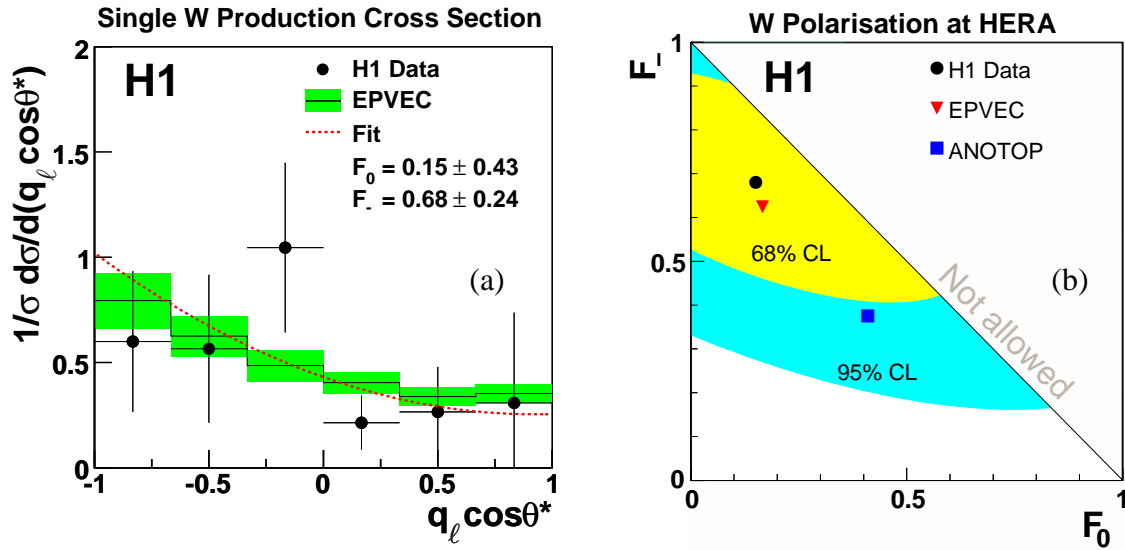 Single W Production Cross Section
H1
H1 Data
EPVEC
Fit
F0 = 0.15 ± 0.43
F- = 0.68 ± 0.24
(a)
1/σ dσ/d(qℓ cosθ*)
2
1.5
1
0.5
0
-1 -0.5 0 0.5 1
qℓ cosθ*
W Polarisation at HERA
H1
H1 Data
EPVEC
ANOTOP
68% CL
95% CL
Not allowed
(b)
F-
1
0.5
0
0 0.5 1
F0